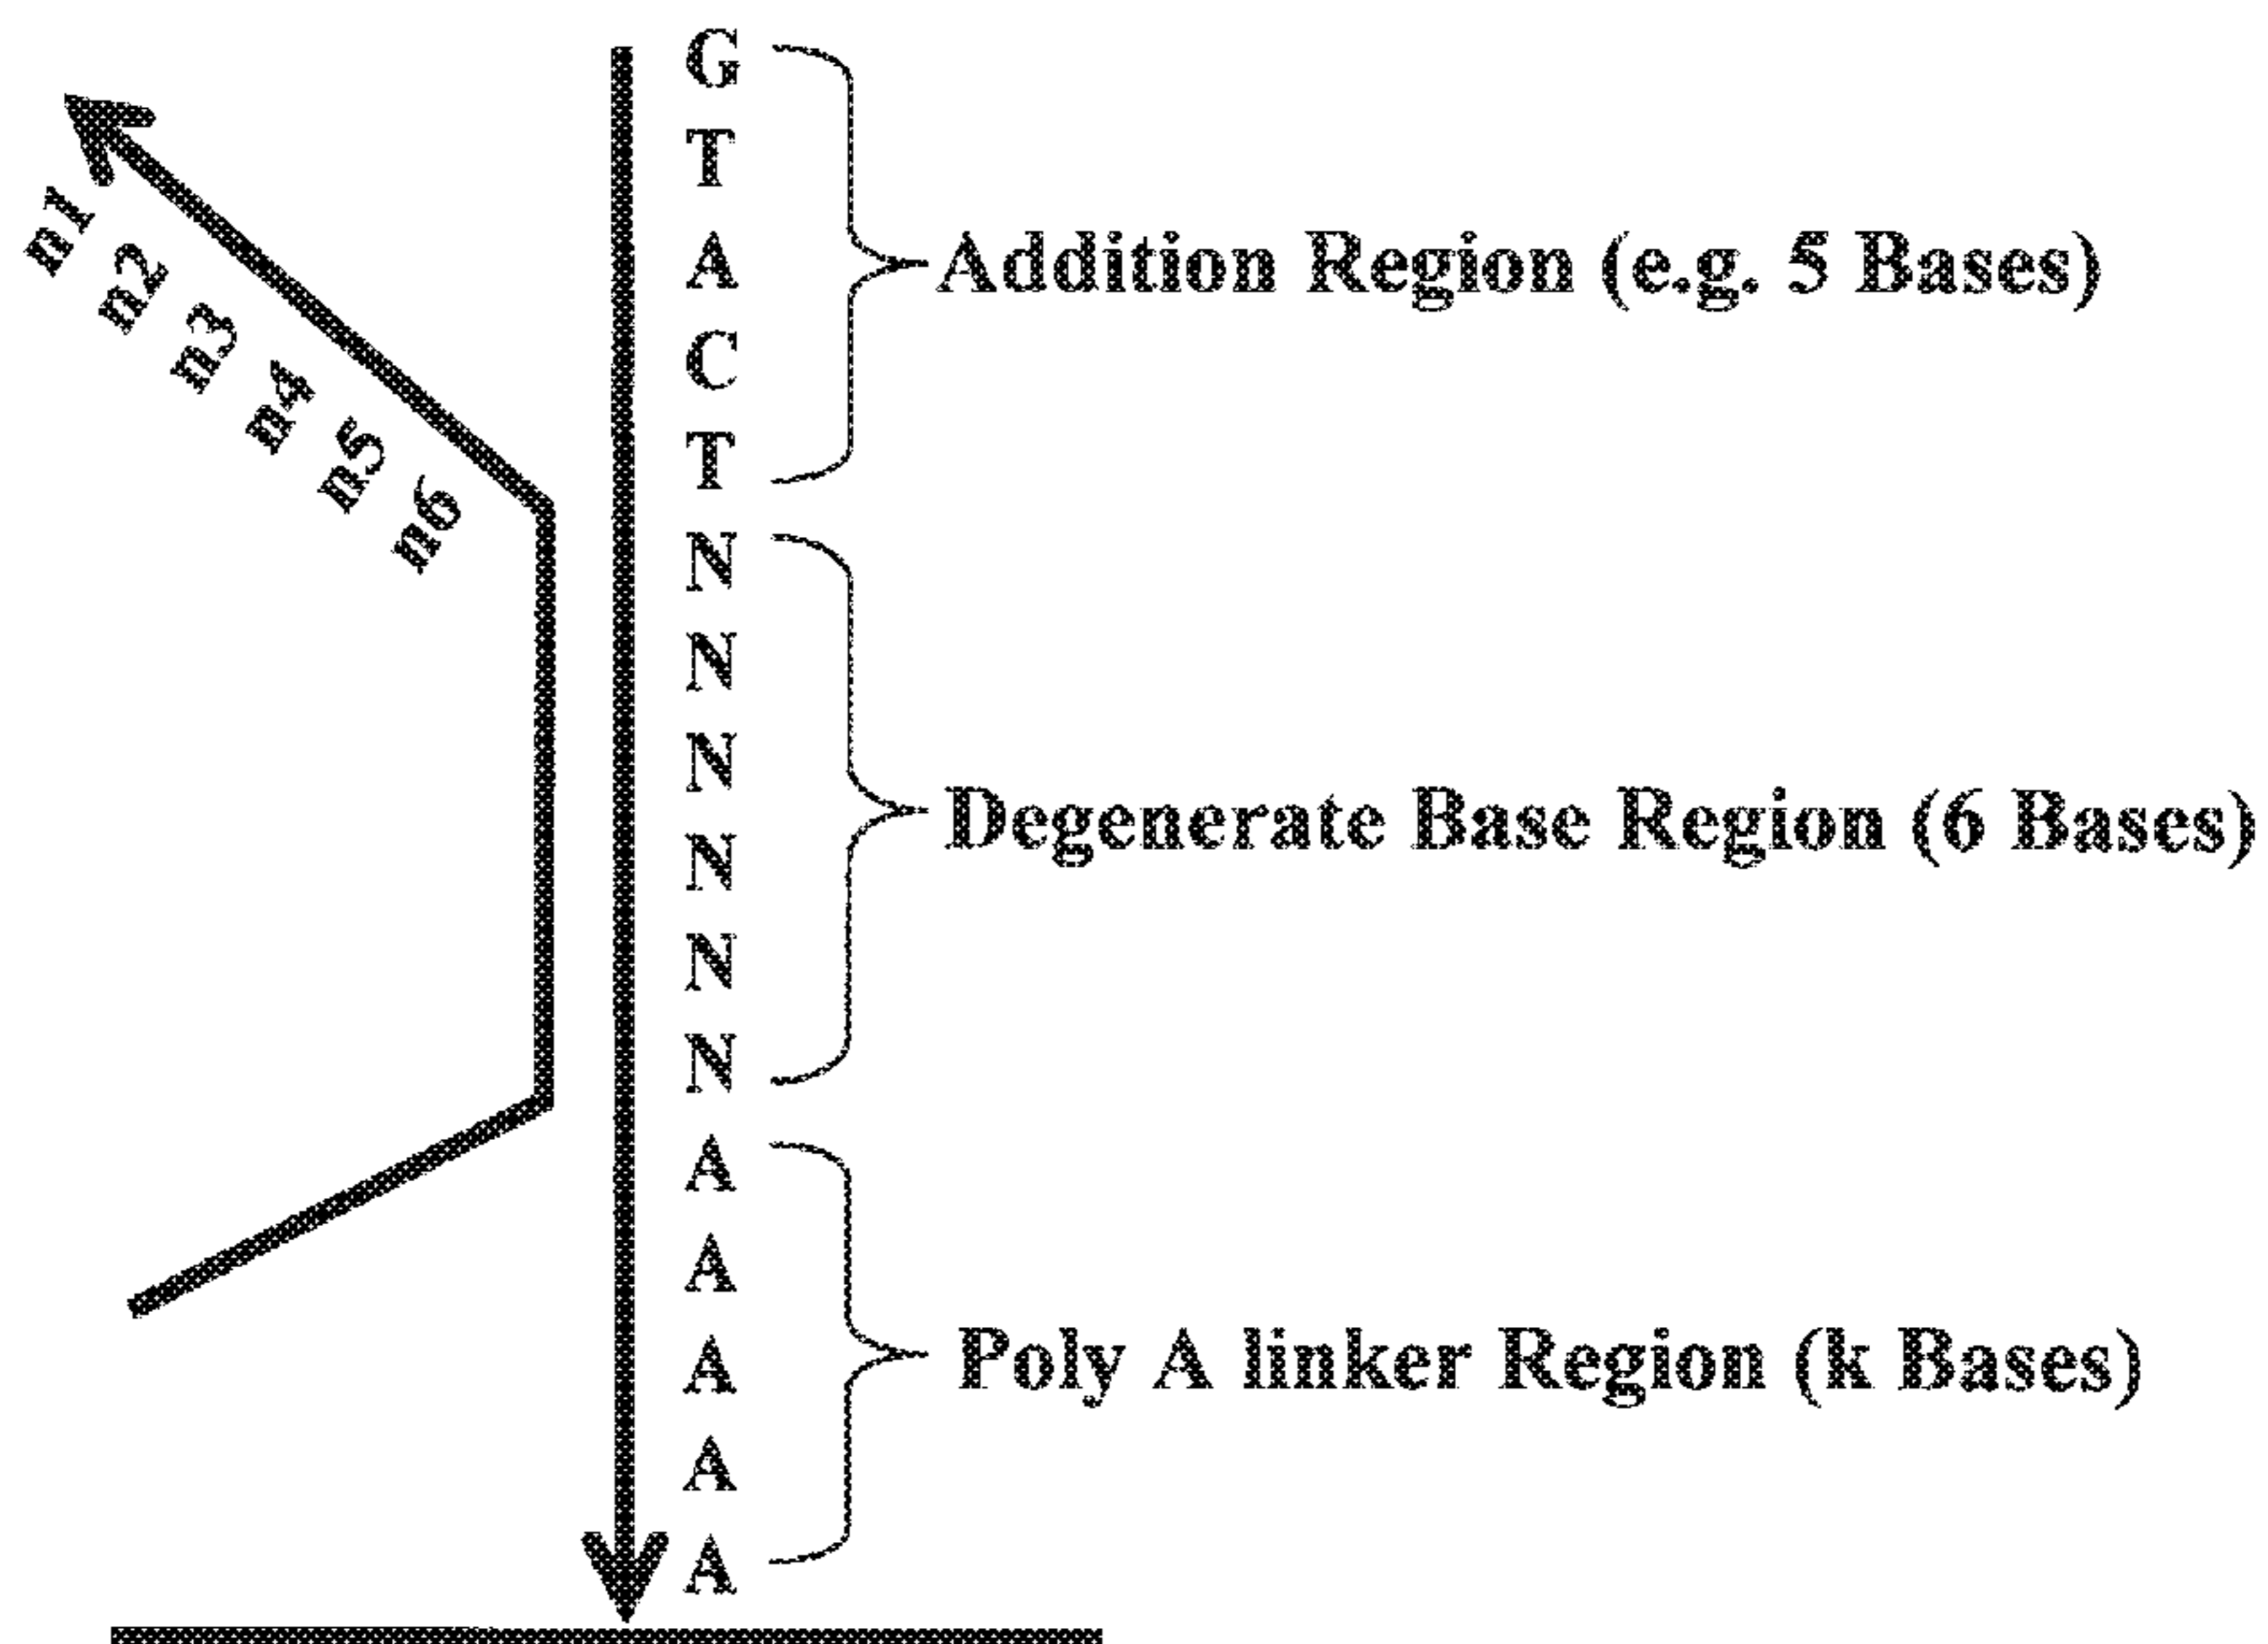 G
T
A
C
T
Addition Region (e.g. 5 Bases)
n1
n2
n3
n4
n5
n6
N
N
N
N
N
N
Degenerate Base Region (6 Bases)
A
A
A
A
A
Poly A linker Region (k Bases)